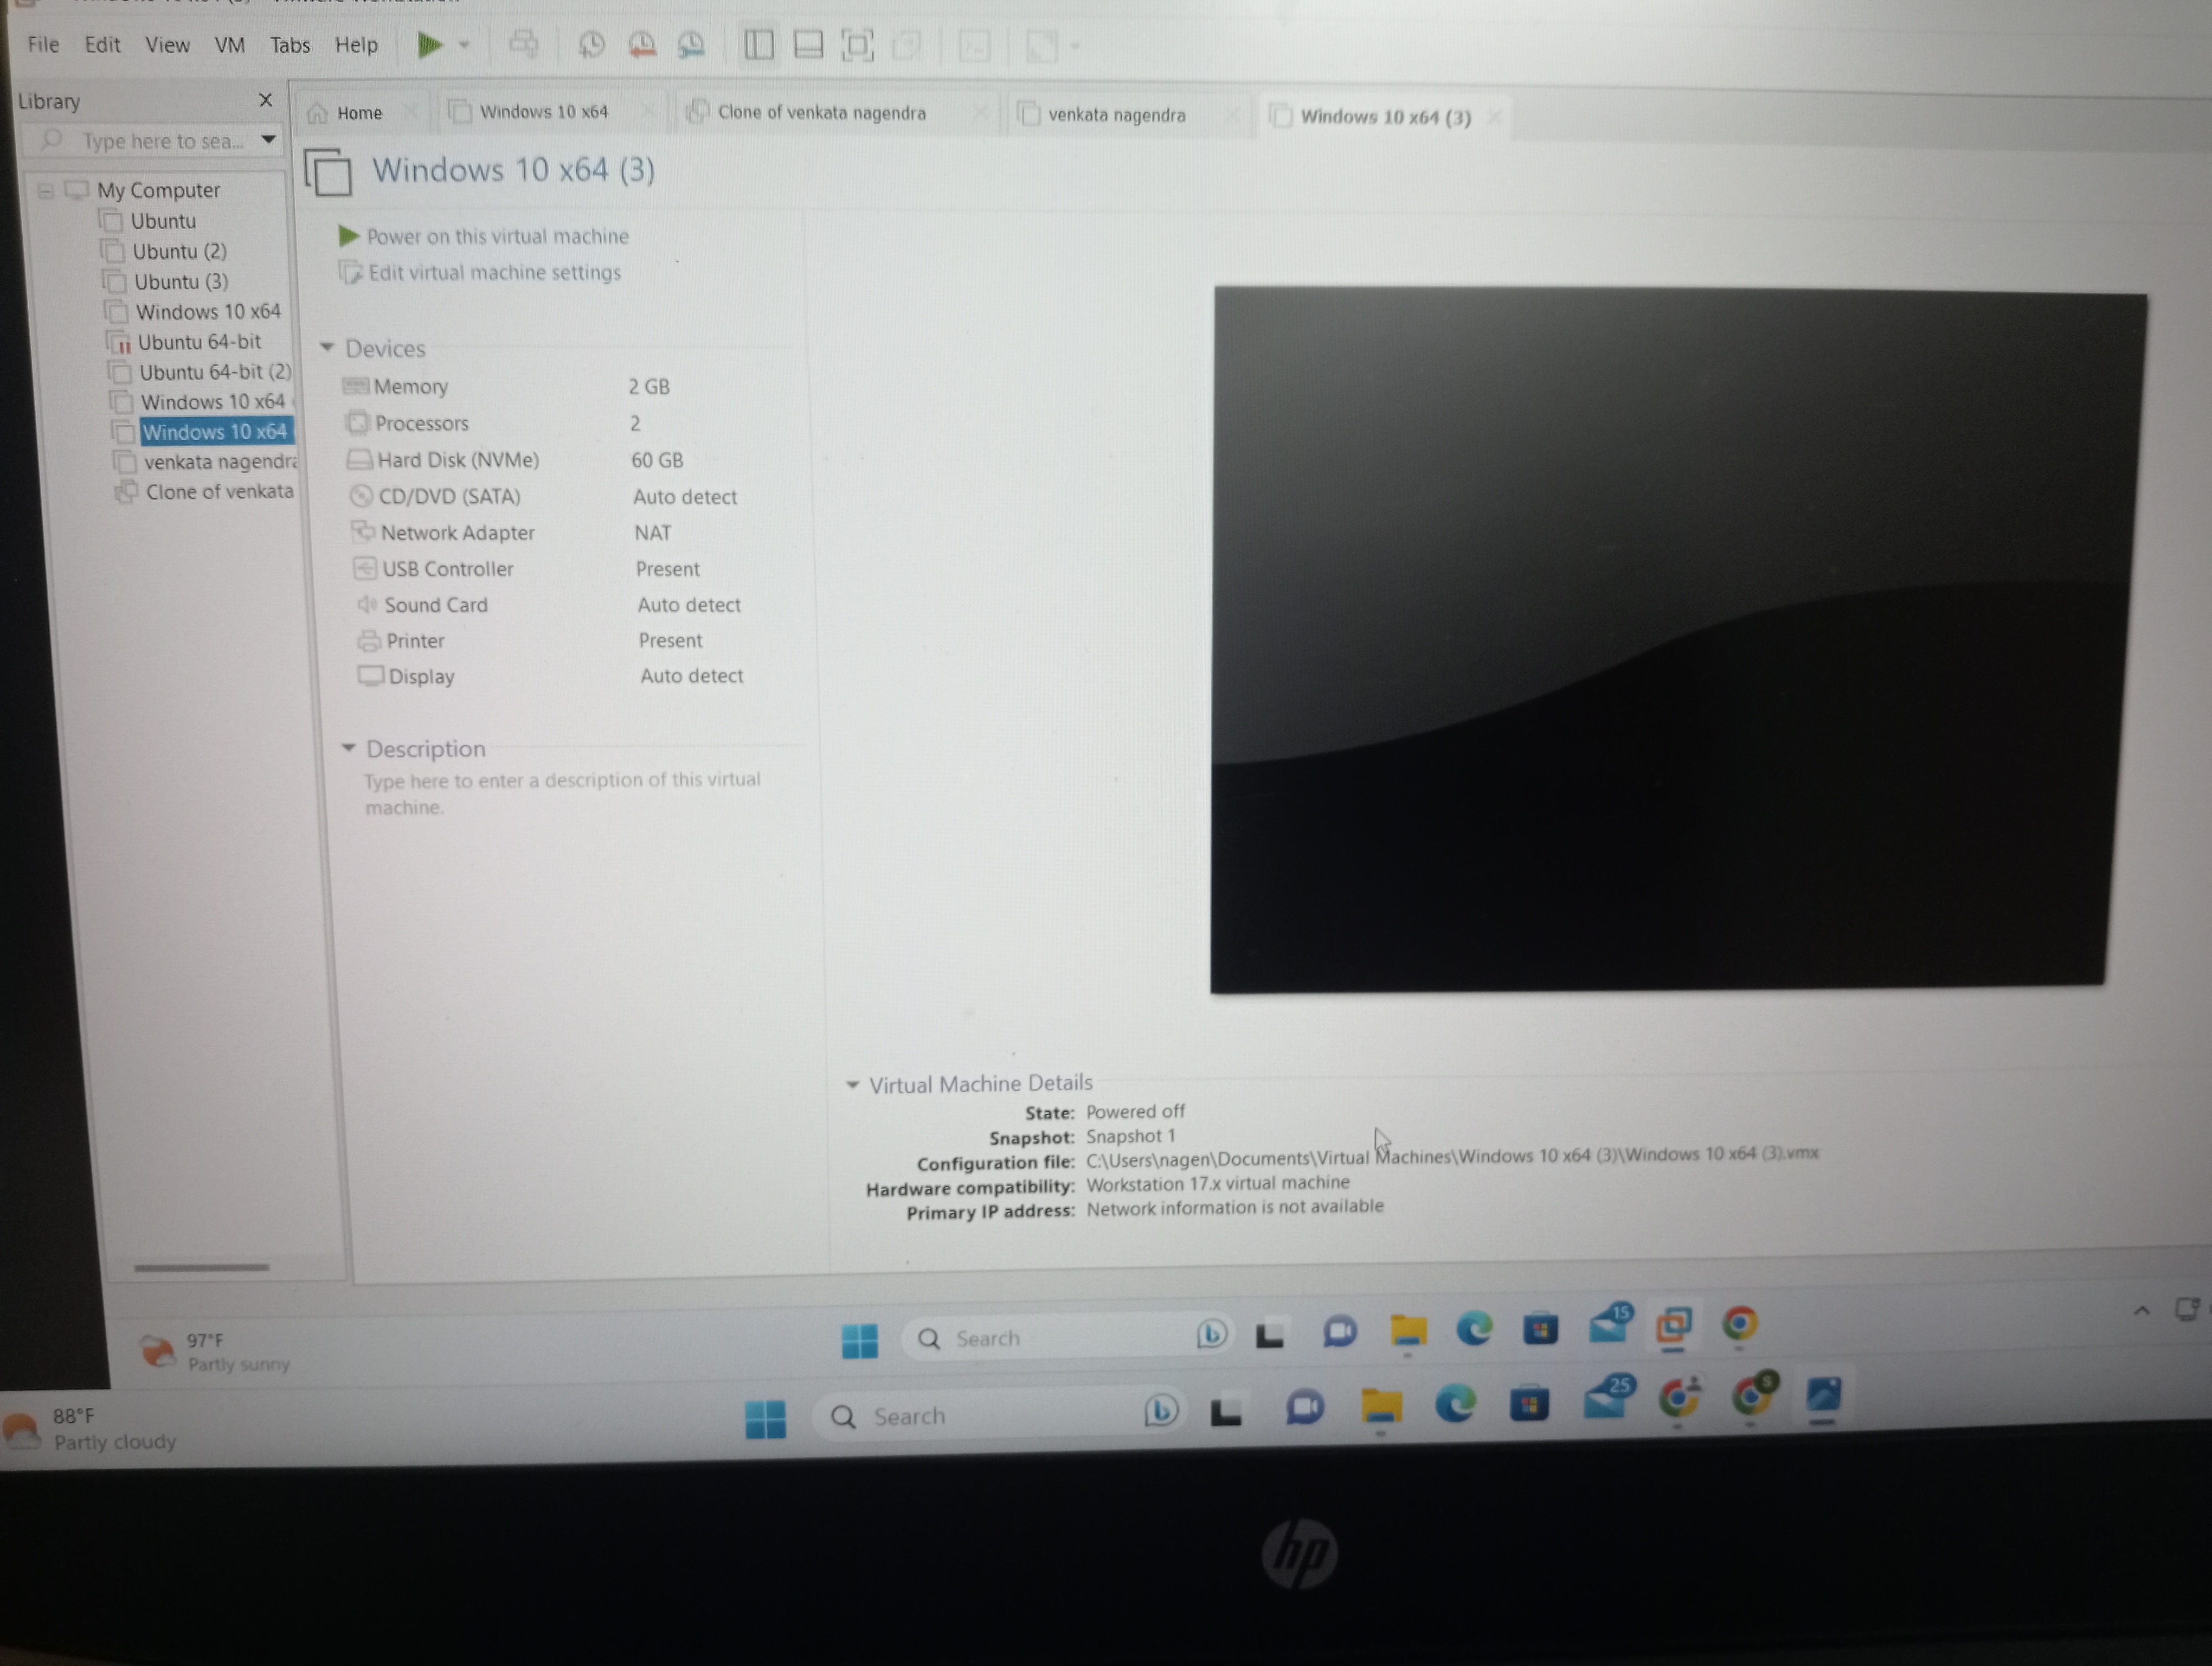 File Edit View VM Tabs Help
Library
Type here to sea...
Home
Windows 10 x64
Clone of venkata nagendra
venkata nagendra
Windows 10 x64 (3)
My Computer
Ubuntu
Ubuntu (2)
Ubuntu (3)
Windows 10 x64
Ubuntu 64-bit
Ubuntu 64-bit (2)
Windows 10 x64
Windows 10 x64
venkata nagendra
Clone of venkata
Windows 10 x64 (3)
Power on this virtual machine
Edit virtual machine settings
Devices
Memory 2 GB
Processors 2
Hard Disk (NVMe) 60 GB
CD/DVD (SATA) Auto detect
Network Adapter NAT
USB Controller Present
Sound Card Auto detect
Printer Present
Display Auto detect
Description
Type here to enter a description of this virtual
machine.
Virtual Machine Details
State: Powered off
Snapshot: Snapshot 1
Configuration file: C:\Users\nagen\Documents\Virtual Machines\Windows 10 x64 (3)\Windows 10 x64 (3).vmx
Hardware compatibility: Workstation 17.x virtual machine
Primary IP address: Network information is not available
97°F
Partly sunny
Search
15
88°F
Partly cloudy
Search
25
S
hp